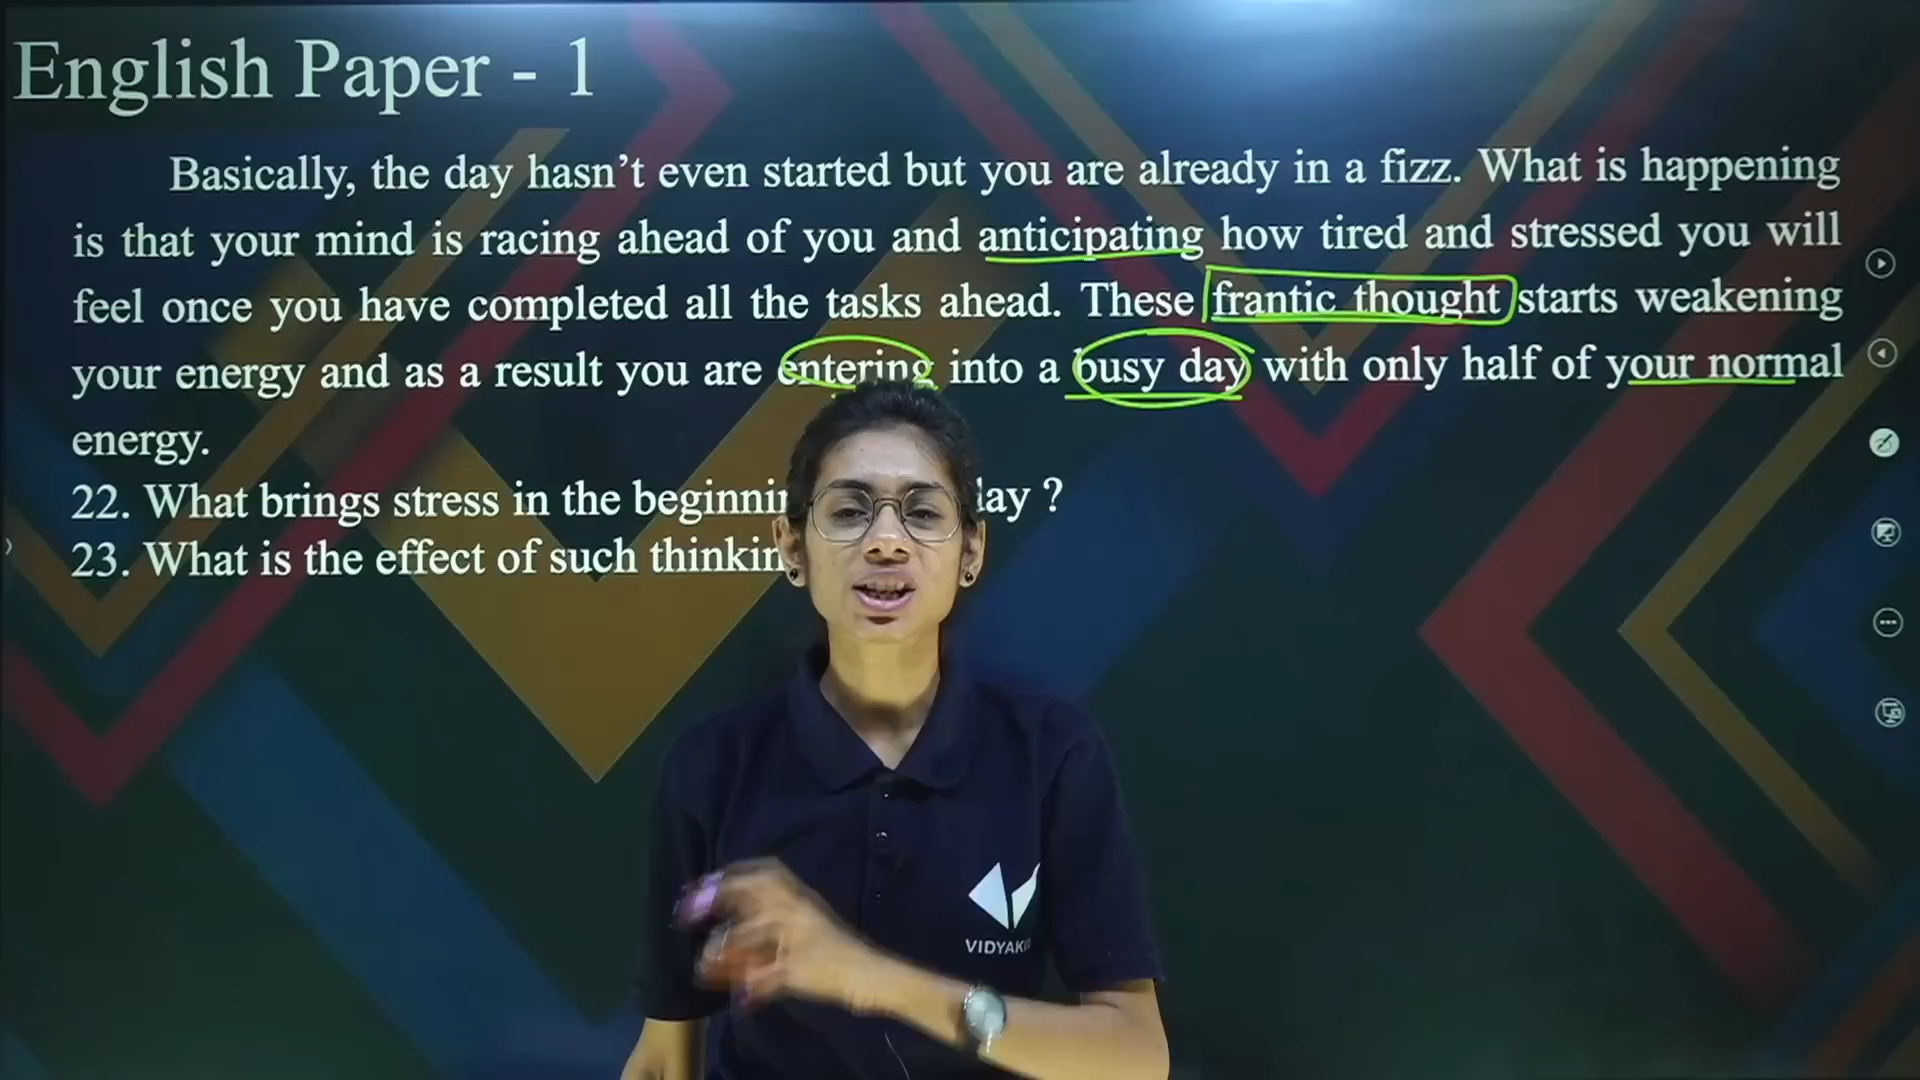 English Paper - 1
Basically, the day hasn't even started but you are already in a fizz. What is happening
is that your mind is racing ahead of you and anticipating how tired and stressed you will
feel once you have completed all the tasks ahead. These frantic thought starts weakening
your energy and as a result you are entering into a busy day with only half of your normal
energy.
22. What brings stress in the ?
23. What is the effect of such